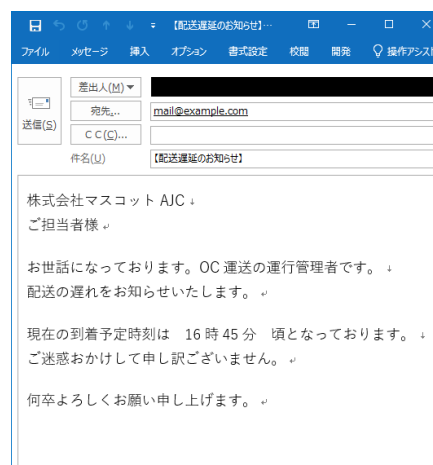 【配送遅延のお知らせ】…
ファイル メッセージ 挿入 オプション 書式設定 校閲 開発 操作アシスト
差出人(M)
宛先... mail@example.com
送信(S)
CC(C)...
件名(U) 【配送遅延のお知らせ】
株式会社マスコット AJC↓
ご担当者様↵
お世話になっております。OC 運送の運行管理者です。 ↓
配送の遅れをお知らせいたします。 ↵
現在の到着予定時刻は 16 時 45 分 頃となっております。 ↓
ご迷惑おかけして申し訳ございません。 ↵
何卒よろしくお願い申し上げます。 ↵